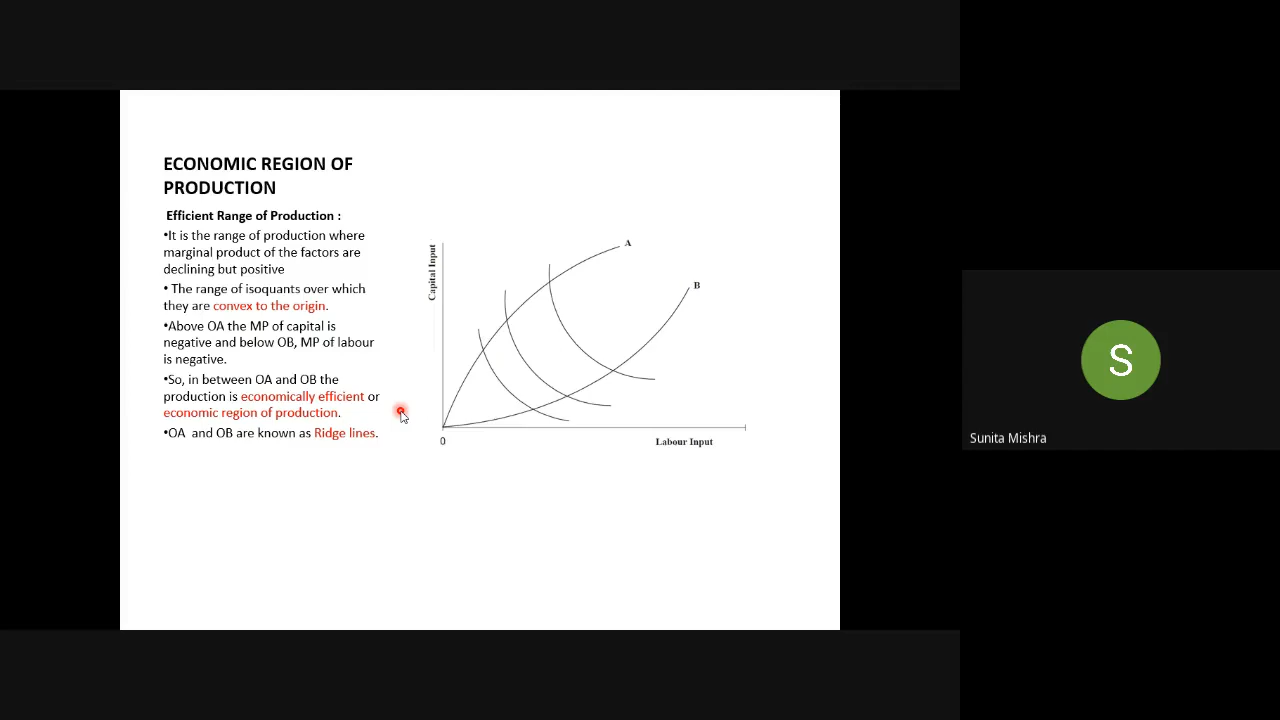 ECONOMIC REGION OF
PRODUCTION
Efficient Range of Production :
•It is the range of production where
marginal product of the factors are
declining but positive
• The range of isoquants over which
they are convex to the origin.
•Above OA the MP of capital is
negative and below OB, MP of labour
is negative.
•So, in between OA and OB the
production is economically efficient or
economic region of production.
•OA and OB are known as Ridge lines.
Capital Input
A
B
0
Labour Input
S
Sunita Mishra